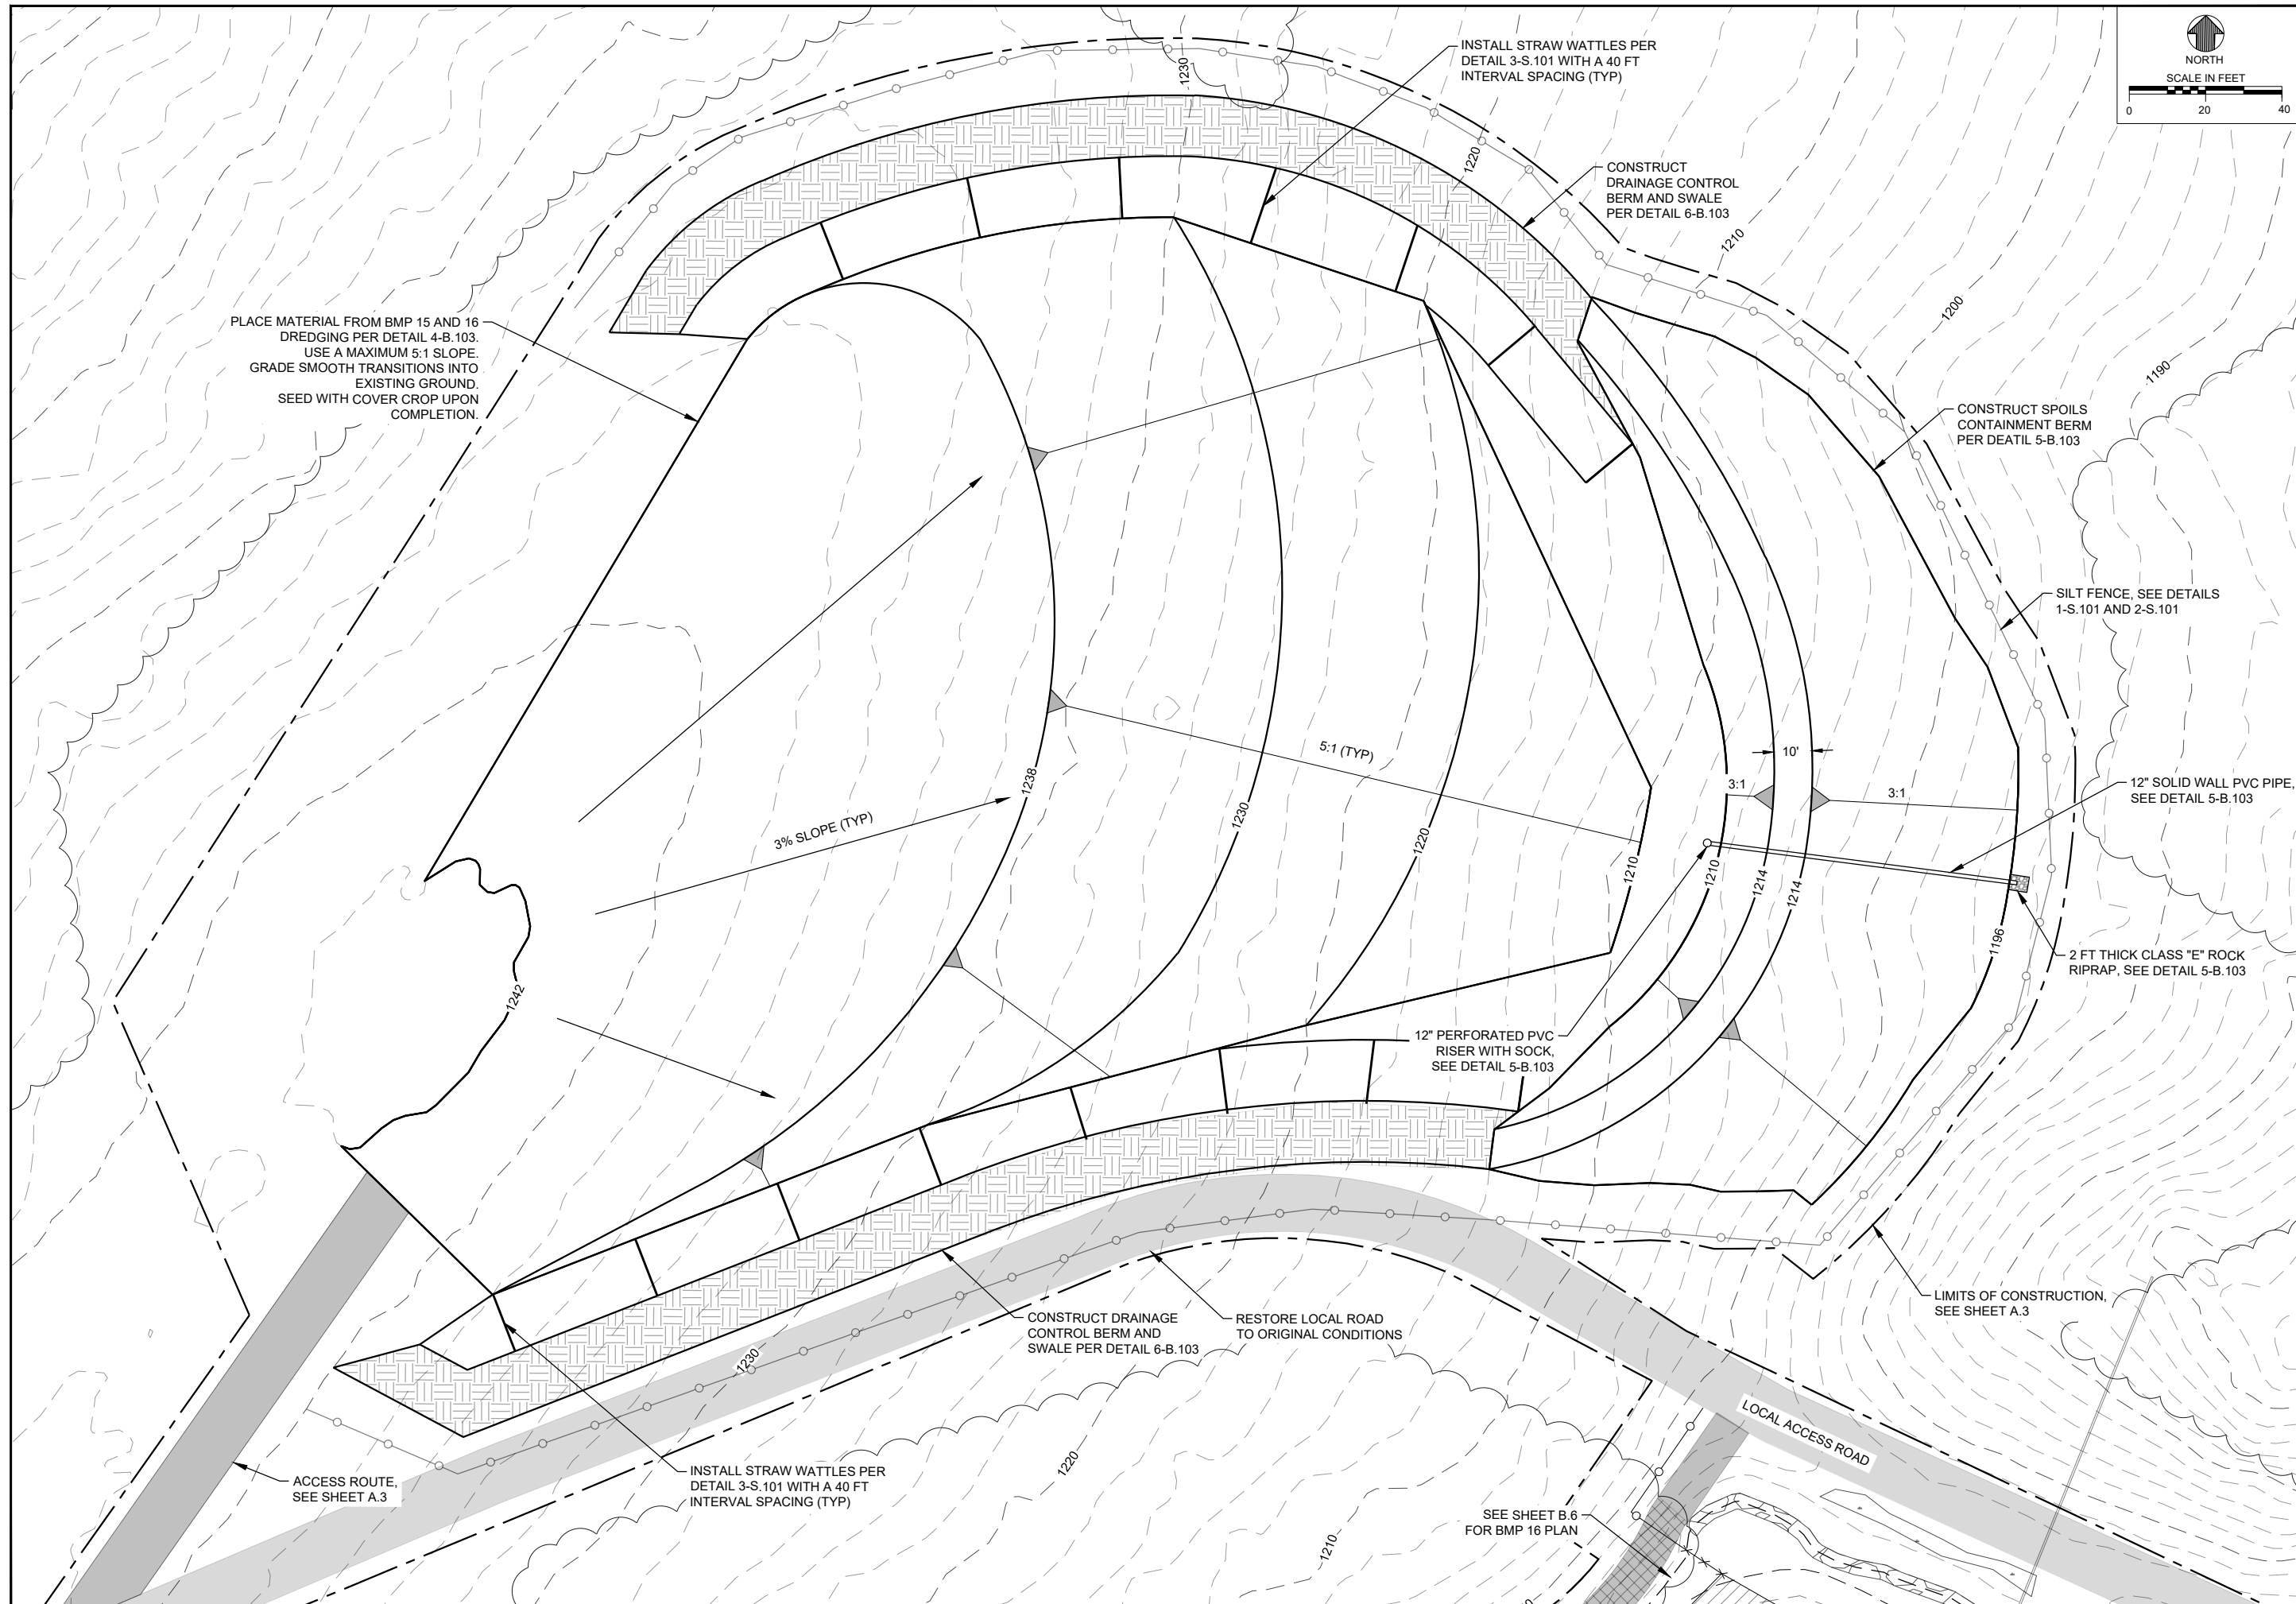 NORTH
SCALE IN FEET
0 20 40
INSTALL STRAW WATTLES PER
DETAIL 3-S.101 WITH A 40 FT
INTERVAL SPACING (TYP)
1230
1220
CONSTRUCT
DRAINAGE CONTROL
BERM AND SWALE
PER DETAIL 6-B.103
1210
1200
1190
PLACE MATERIAL FROM BMP 15 AND 16
DREDGING PER DETAIL 4-B.103.
USE A MAXIMUM 5:1 SLOPE.
GRADE SMOOTH TRANSITIONS INTO
EXISTING GROUND.
SEED WITH COVER CROP UPON
COMPLETION.
CONSTRUCT SPOILS
CONTAINMENT BERM
PER DEATIL 5-B.103
SILT FENCE, SEE DETAILS
1-S.101 AND 2-S.101
5:1 (TYP)
10'
3:1
3:1
12" SOLID WALL PVC PIPE,
SEE DETAIL 5-B.103
3% SLOPE (TYP)
1238
1230
1220
1210
1210
1214
1214
1196
1242
2 FT THICK CLASS "E" ROCK
RIPRAP, SEE DETAIL 5-B.103
12" PERFORATED PVC
RISER WITH SOCK,
SEE DETAIL 5-B.103
LIMITS OF CONSTRUCTION,
SEE SHEET A.3
CONSTRUCT DRAINAGE
CONTROL BERM AND
SWALE PER DETAIL 6-B.103
RESTORE LOCAL ROAD
TO ORIGINAL CONDITIONS
1230
LOCAL ACCESS ROAD
ACCESS ROUTE,
SEE SHEET A.3
INSTALL STRAW WATTLES PER
DETAIL 3-S.101 WITH A 40 FT
INTERVAL SPACING (TYP)
1220
1210
SEE SHEET B.6
FOR BMP 16 PLAN